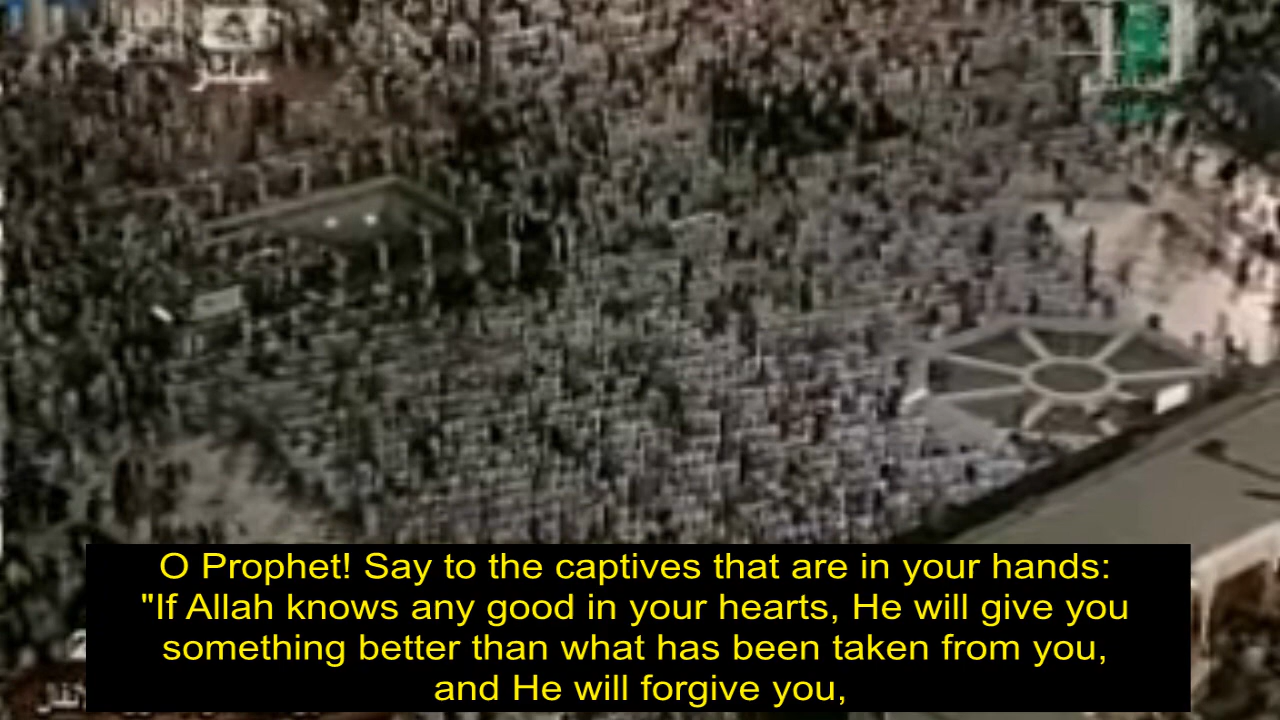 O Prophet! Say to the captives that are in your hands:
"If Allah knows any good in your hearts, He will give you
something better than what has been taken from you,
and He will forgive you,